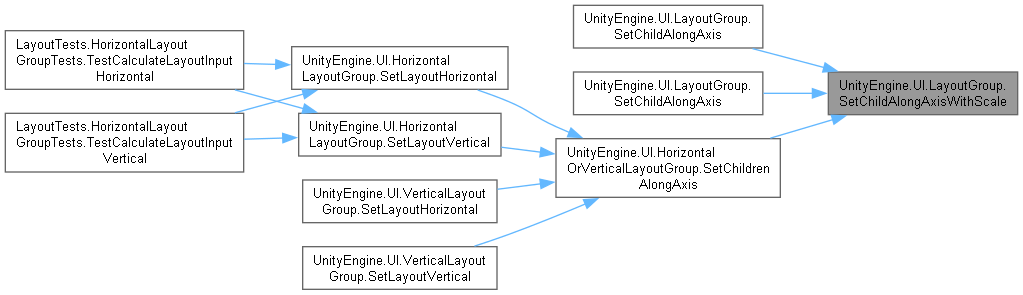 LayoutTests.HorizontalLayout
GroupTests.TestCalculateLayoutInput
Horizontal
LayoutTests.HorizontalLayout
GroupTests.TestCalculateLayoutInput
Vertical
UnityEngine.UI.Horizontal
LayoutGroup.SetLayoutHorizontal
UnityEngine.UI.Horizontal
LayoutGroup.SetLayoutVertical
UnityEngine.UI.VerticalLayout
Group.SetLayoutHorizontal
UnityEngine.UI.VerticalLayout
Group.SetLayoutVertical
UnityEngine.UI.LayoutGroup.
SetChildAlongAxis
UnityEngine.UI.LayoutGroup.
SetChildAlongAxis
UnityEngine.UI.Horizontal
OrVerticalLayoutGroup.SetChildren
AlongAxis
UnityEngine.UI.LayoutGroup.
SetChildAlongAxisWithScale